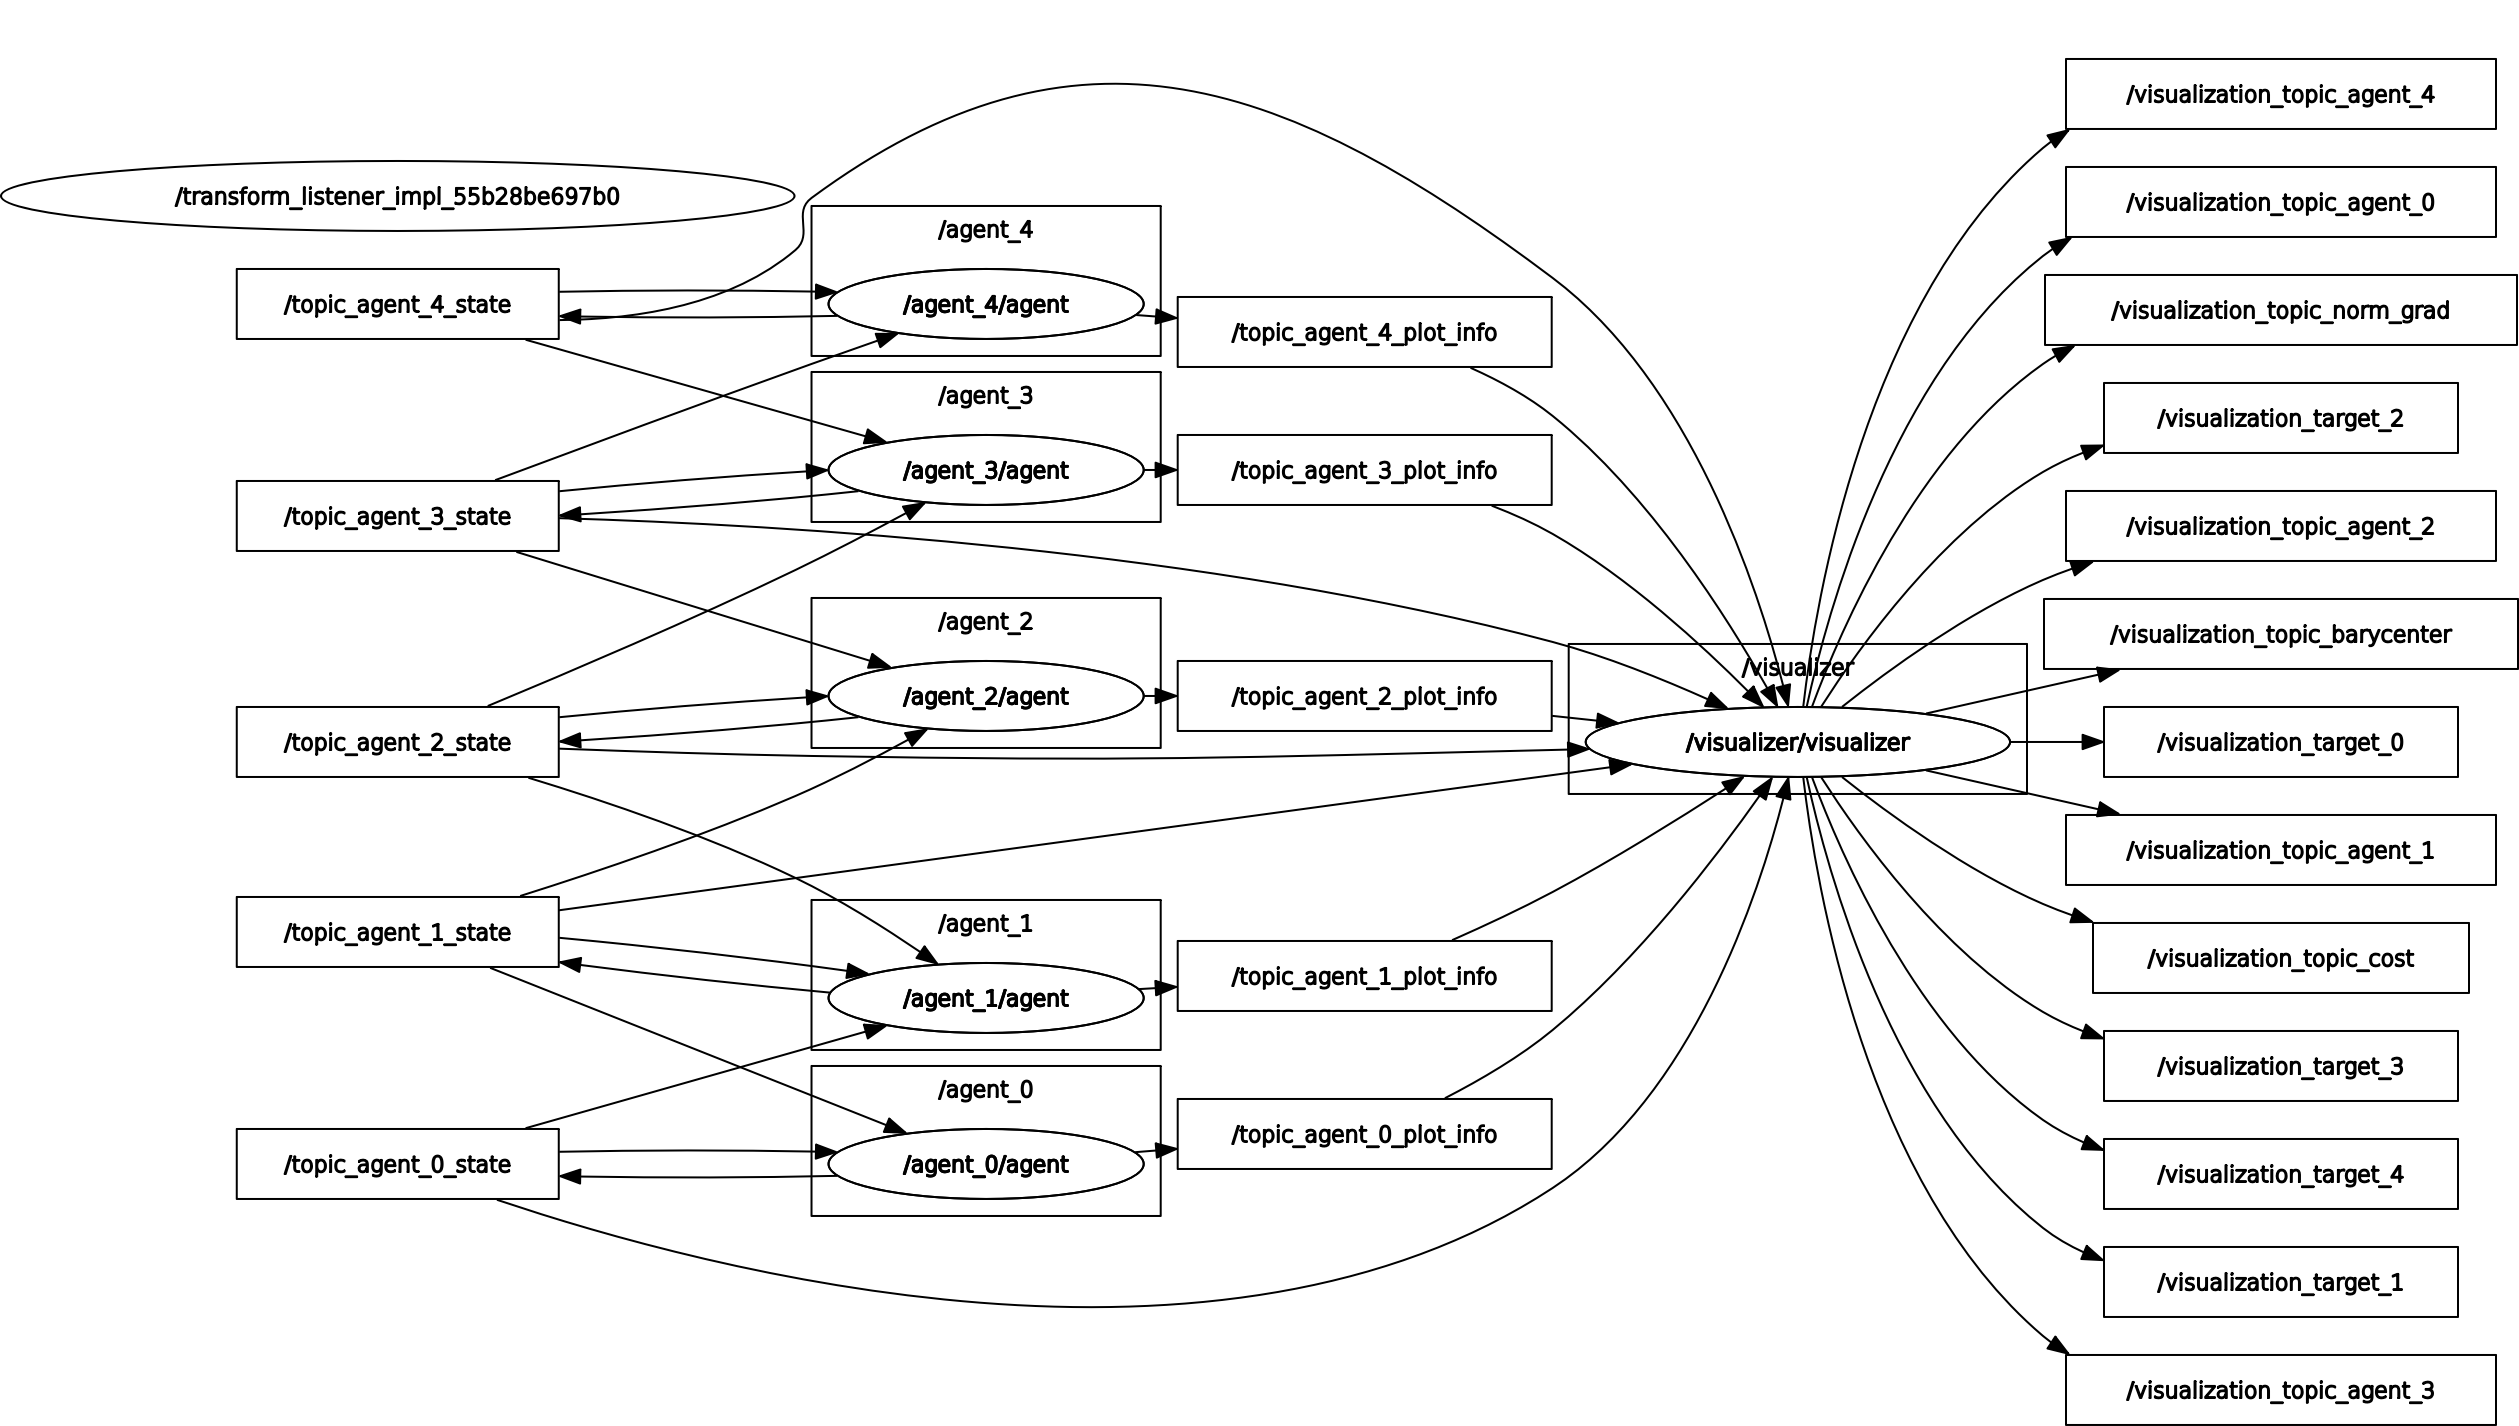 /transform_listener_impl_55b28be697b0
/topic_agent_4_state
/topic_agent_3_state
/topic_agent_2_state
/topic_agent_1_state
/topic_agent_0_state
/agent_4
/agent_4/agent
/agent_3
/agent_3/agent
/agent_2
/agent_2/agent
/agent_1
/agent_1/agent
/agent_0
/agent_0/agent
/topic_agent_4_plot_info
/topic_agent_3_plot_info
/topic_agent_2_plot_info
/topic_agent_1_plot_info
/topic_agent_0_plot_info
/visualizer
/visualizer/visualizer
/visualization_topic_agent_4
/visualization_topic_agent_0
/visualization_topic_norm_grad
/visualization_target_2
/visualization_topic_agent_2
/visualization_topic_barycenter
/visualization_target_0
/visualization_topic_agent_1
/visualization_topic_cost
/visualization_target_3
/visualization_target_4
/visualization_target_1
/visualization_topic_agent_3